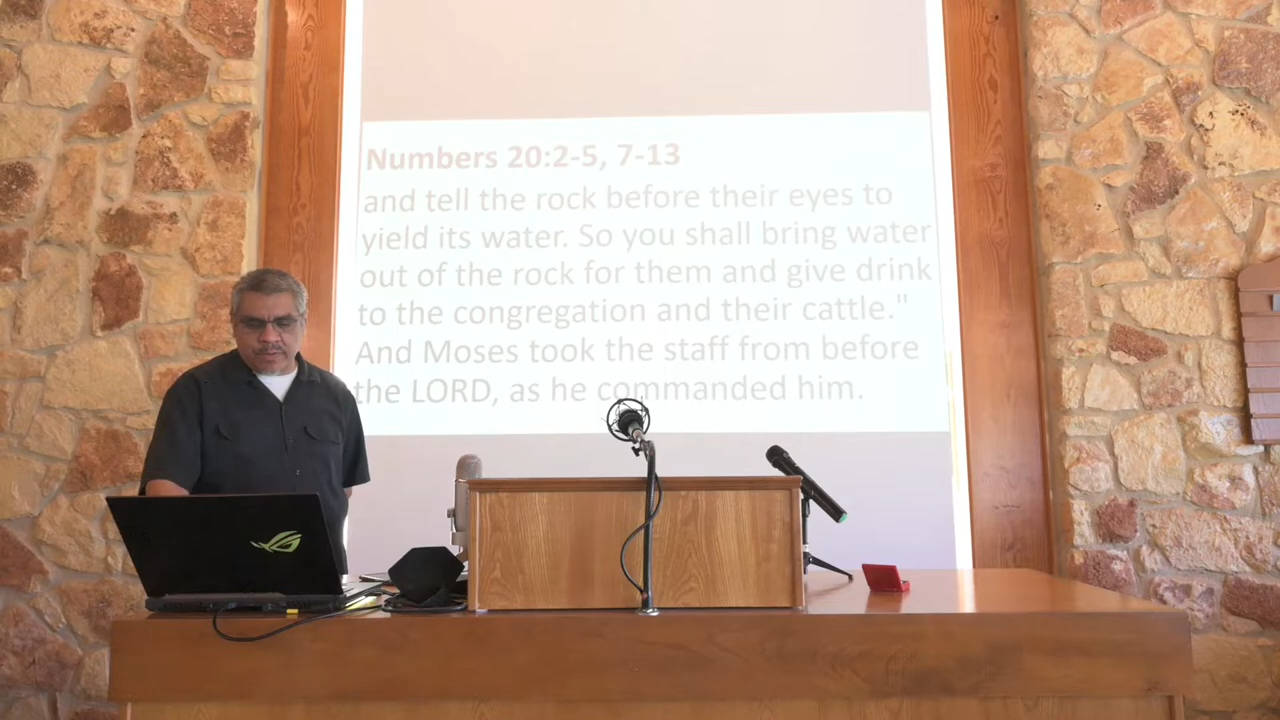 Numbers 20:2-5, 7-13
and tell the rock before their eyes to
yield its water. So you shall bring water
out of the rock for them and give drink
to the congregation and their cattle."
And Moses took the staff from before
the LORD, as he commanded him.